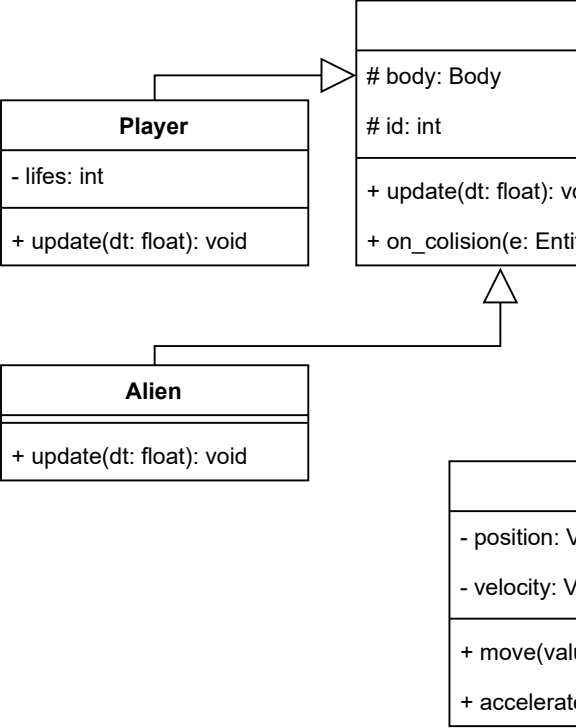 Player
- lifes: int
+ update(dt: float): void
# body: Body
# id: int
+ update(dt: float):
+ on_colision(e:
Alien
+ update(dt: float): void
- position:
- velocity: